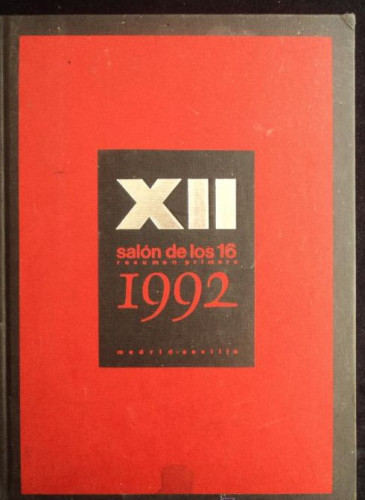 XII
salón de los 16
resumen primero
1992
madrid-sevilla